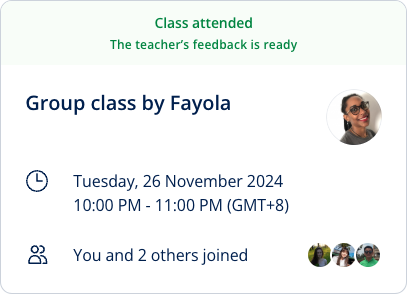 Class attended
The teacher's feedback is ready
Group class by Fayola
Tuesday, 26 November 2024
10:00 PM - 11:00 PM (GMT+8)
You and 2 others joined